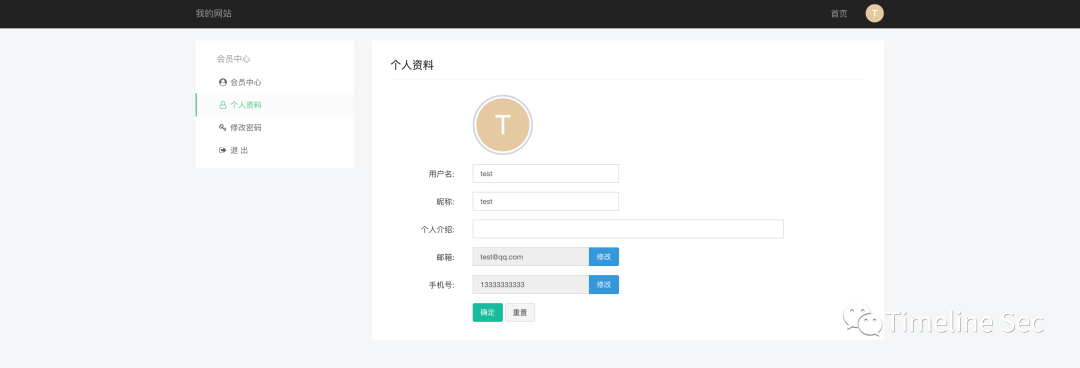 我的网站 首页 T
会员中心
会员中心
个人资料
修改密码
退 出
个人资料
T
用户名: test
昵称: test
个人介绍:
邮箱: test@qq.com 修改
手机号: 13333333333 修改
确定 重置
Timeline Sec